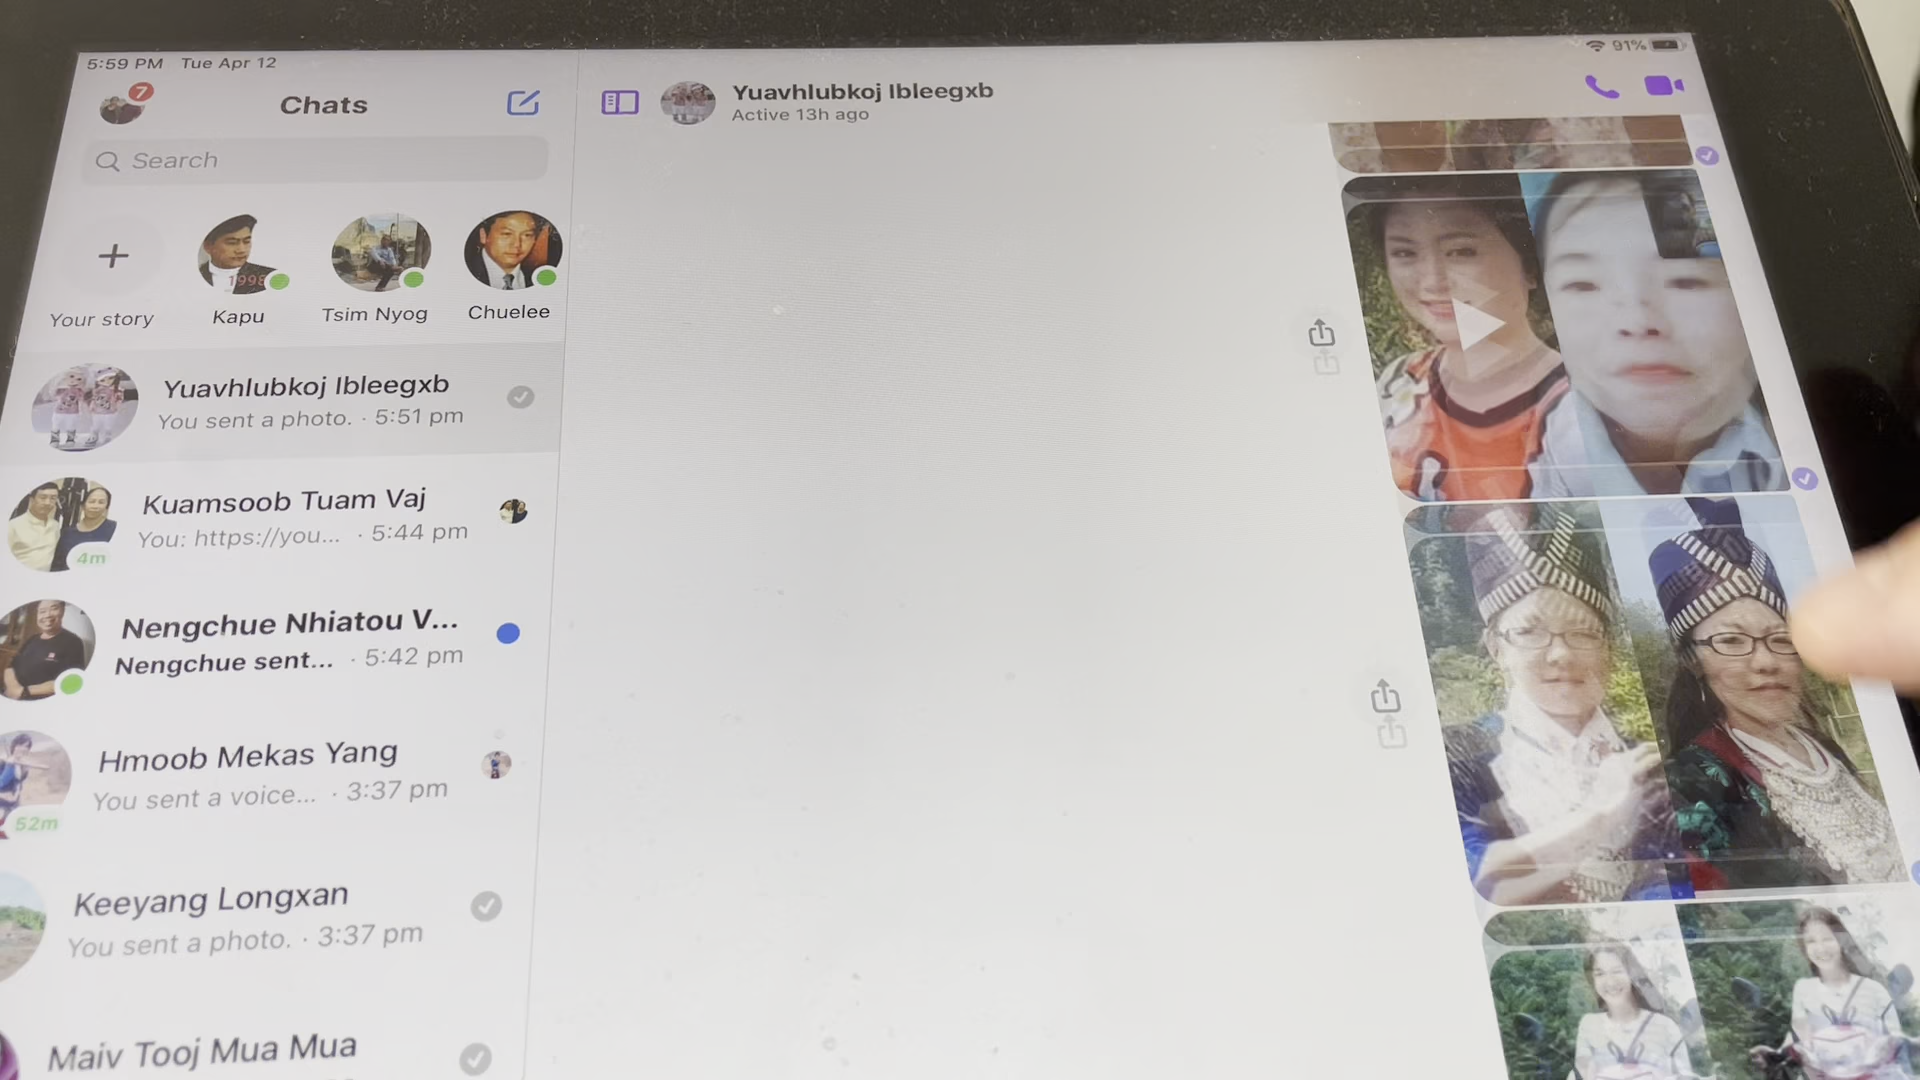 5:59 PM Tue Apr 12
91%
7
Chats
Search
Your story
Kapu
Tsim Nyog
Chuelee
1998
Yuavhlubkoj Ibleegxb
You sent a photo. · 5:51 pm
Kuamsoob Tuam Vaj
You: https://you... · 5:44 pm
4m
Nengchue Nhiatou V...
Nengchue sent... · 5:42 pm
Hmoob Mekas Yang
You sent a voice... · 3:37 pm
52m
Keeyang Longxan
You sent a photo. · 3:37 pm
Maiv Tooj Mua Mua
Yuavhlubkoj Ibleegxb
Active 13h ago